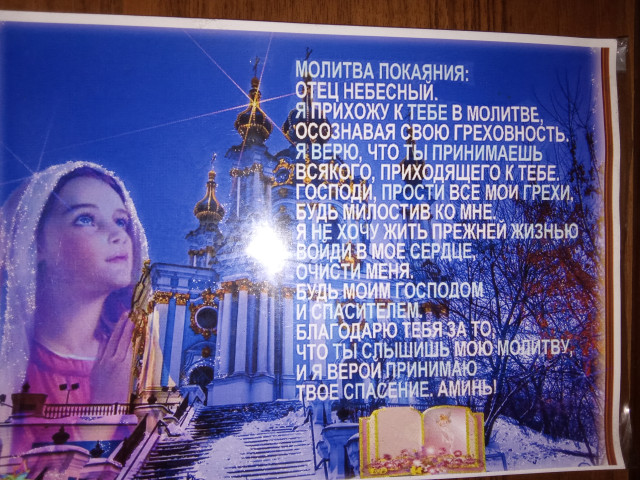 МОЛИТВА ПОКАЯНИЯ:
ОТЕЦ НЕБЕСНЫЙ.
Я ПРИХОЖУ К ТЕБЕ В МОЛИТВЕ,
ОСОЗНАВАЯ СВОЮ ГРЕХОВНОСТЬ.
Я ВЕРЮ, ЧТО ТЫ ПРИНИМАЕШЬ
ВСЯКОГО, ПРИХОДЯЩЕГО К ТЕБЕ.
ГОСПОДИ, ПРОСТИ ВСЕ МОИ ГРЕХИ,
БУДЬ МИЛОСТИВ КО МНЕ.
Я НЕ ХОЧУ ЖИТЬ ПРЕЖНЕЙ ЖИЗНЬЮ
ВОЙДИ В МОЕ СЕРДЦЕ,
ОЧИСТИ МЕНЯ.
БУДЬ МОИМ ГОСПОДОМ
И СПАСИТЕЛЕМ.
БЛАГОДАРЮ ТЕБЯ ЗА ТО,
ЧТО ТЫ СЛЫШИШЬ МОЮ МОЛИТВУ,
И Я ВЕРОЙ ПРИНИМАЮ
ТВОЕ СПАСЕНИЕ. АМИНЬ!